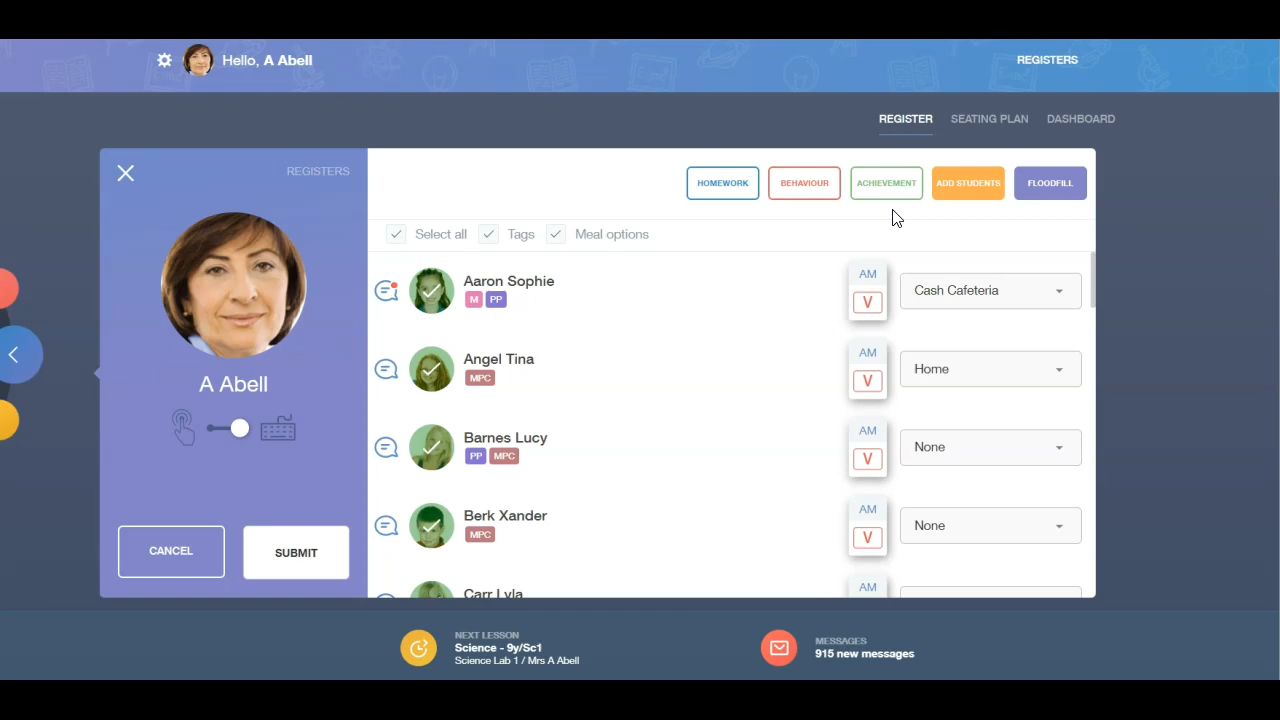 Hello, A Abell
REGISTERS
REGISTER SEATING PLAN DASHBOARD
REGISTERS
A Abell
CANCEL
SUBMIT
HOMEWORK
BEHAVIOUR
ACHIEVEMENT
ADD STUDENTS
FLOODFILL
Select all
Tags
Meal options
Aaron Sophie
M PP
AM
V
Cash Cafeteria
Angel Tina
MPC
AM
V
Home
Barnes Lucy
PP MPC
AM
V
None
Berk Xander
MPC
AM
V
None
Carr Lyla
AM
NEXT LESSON
Science - 9y/Sc1
Science Lab 1 / Mrs A Abell
MESSAGES
915 new messages